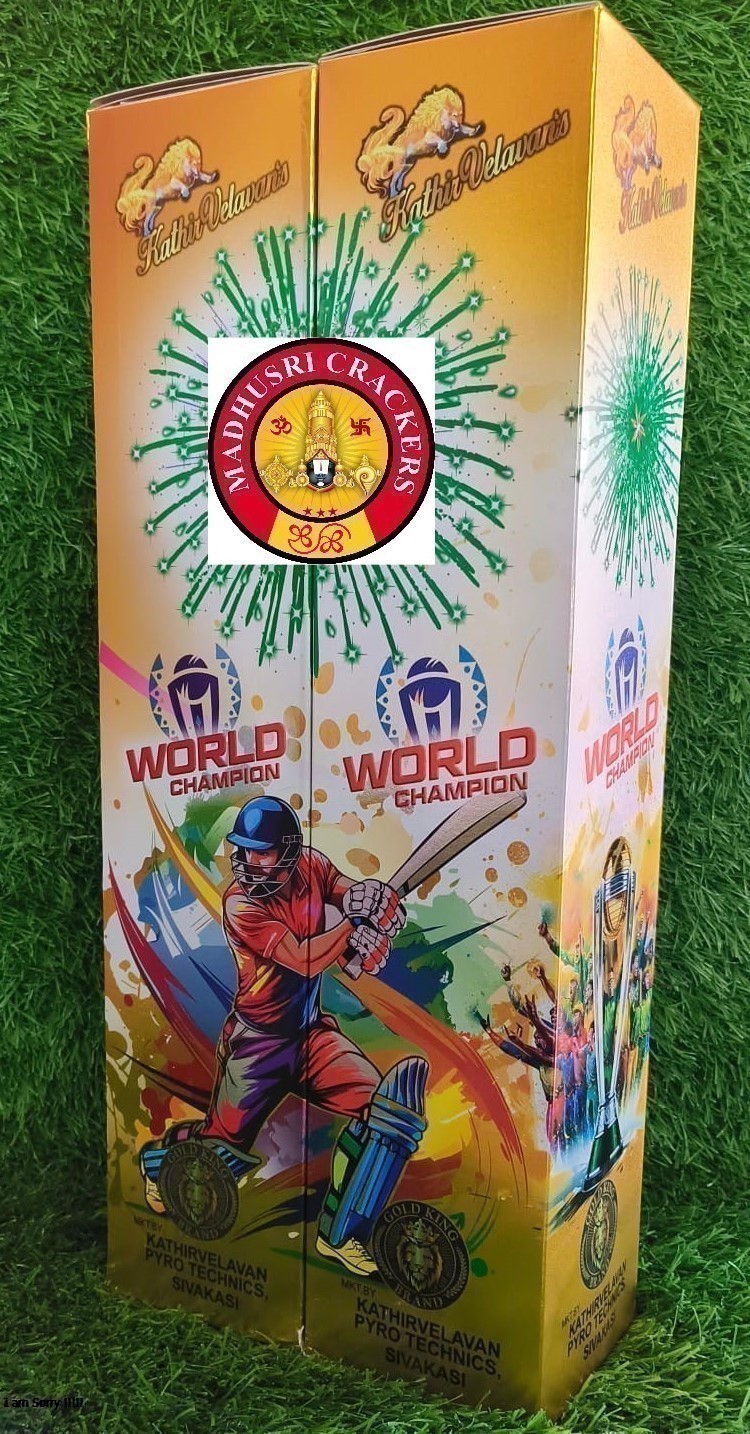 Kathir Velavan's
Kathir Velavan's
Kathir Velavan's
MADHUSRI CRACKERS
ॐ
WORLD
CHAMPION
WORLD
CHAMPION
WORLD
CHAMPION
GOLD KING
BRAND
MKT.BY
KATHIRVELAVAN
PYRO TECHNICS,
SIVAKASI
GOLD KING
BRAND
MKT.BY
KATHIRVELAVAN
PYRO TECHNICS,
SIVAKASI
GOLD KING
BRAND
MKT.BY
KATHIRVELAVAN
PYRO TECHNICS,
SIVAKASI
I am Sorry !!!!